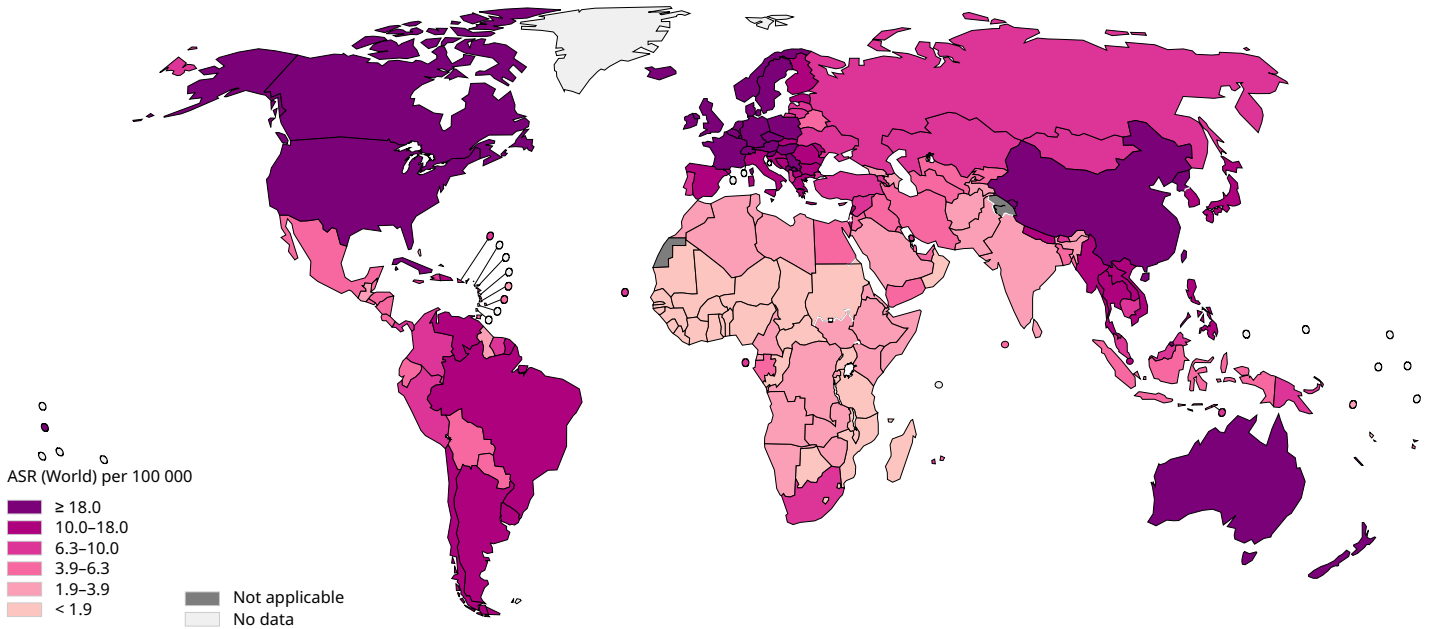 ASR (World) per 100 000
≥ 18.0
10.0–18.0
6.3–10.0
3.9–6.3
1.9–3.9
< 1.9
Not applicable
No data